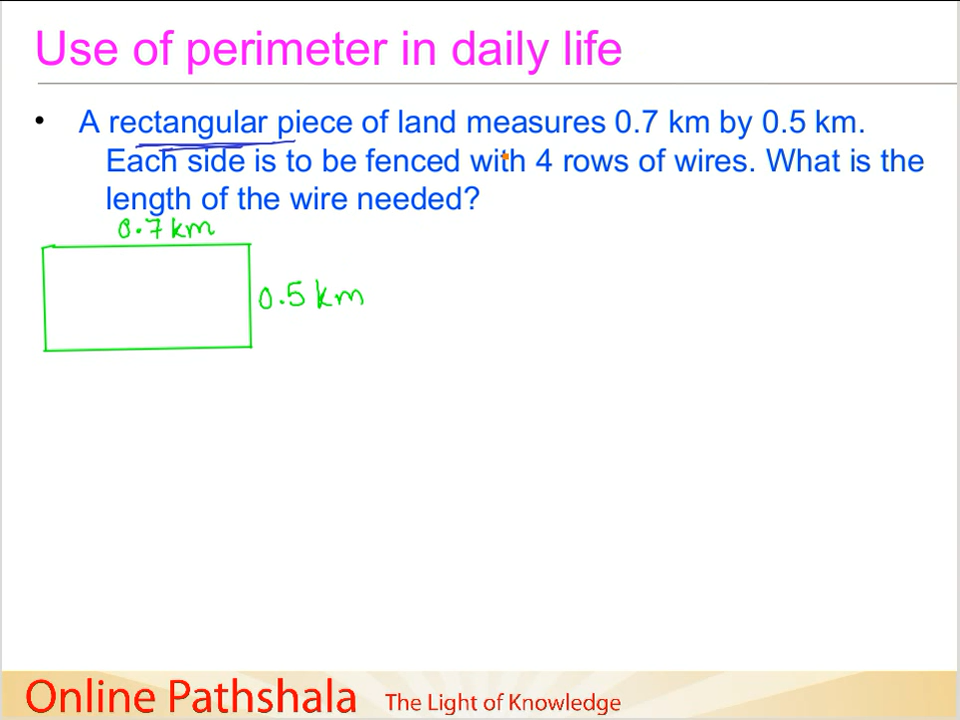 Use of perimeter in daily life
• A rectangular piece of land measures 0.7 km by 0.5 km.
Each side is to be fenced with 4 rows of wires. What is the
length of the wire needed?
0.7 km
0.5 km
Online Pathshala The Light of Knowledge